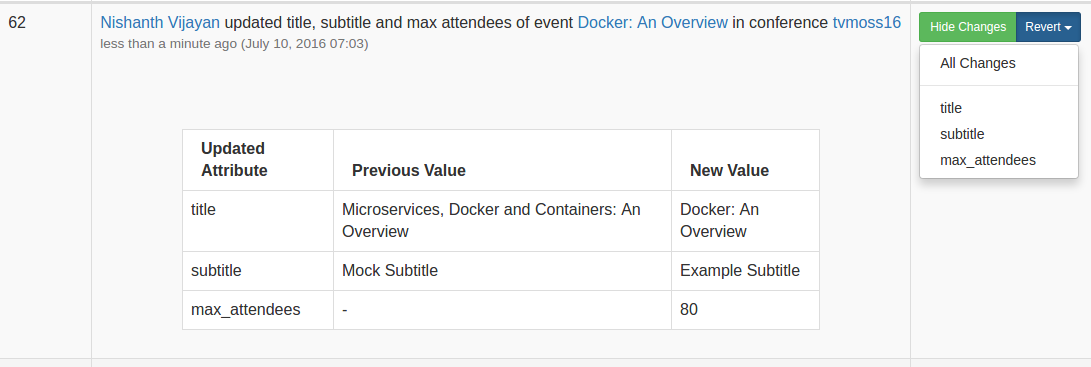 62
Nishanth Vijayan updated title, subtitle and max attendees of event Docker: An Overview in conference tvmoss16
less than a minute ago (July 10, 2016 07:03)
Hide Changes
Revert
All Changes
title
subtitle
max_attendees
Updated
Attribute
Previous Value
New Value
title
Microservices, Docker and Containers: An
Overview
Docker: An
Overview
subtitle
Mock Subtitle
Example Subtitle
max_attendees
-
80